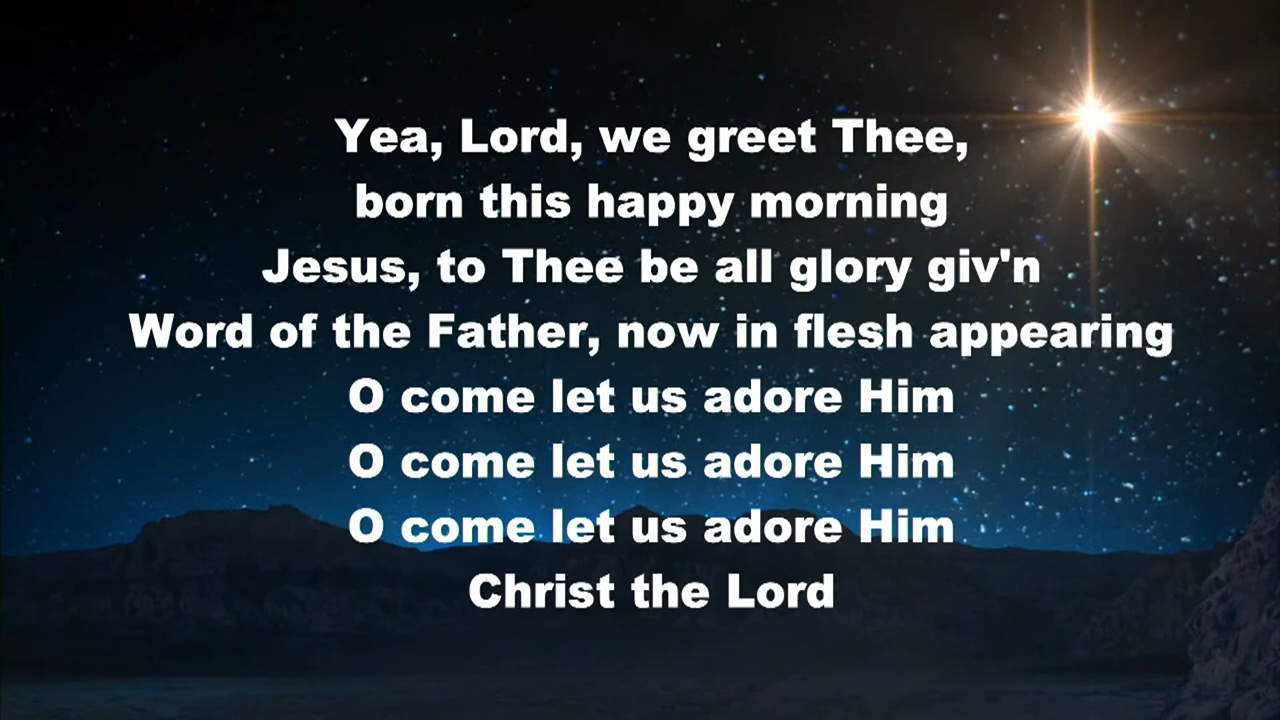 Yea, Lord, we greet Thee,
born this happy morning
Jesus, to Thee be all glory giv'n
Word of the Father, now in flesh appearing
O come let us adore Him
O come let us adore Him
O come let us adore Him
Christ the Lord